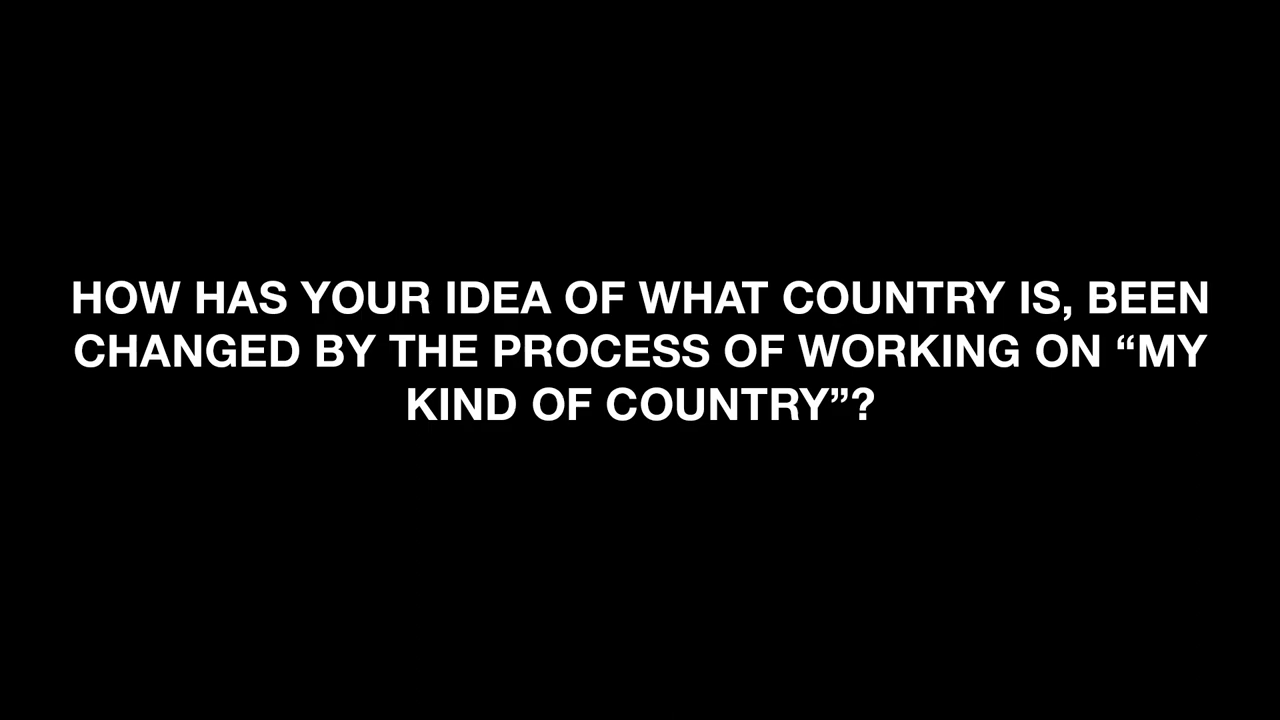 HOW HAS YOUR IDEA OF WHAT COUNTRY IS, BEEN
CHANGED BY THE PROCESS OF WORKING ON “MY
KIND OF COUNTRY”?